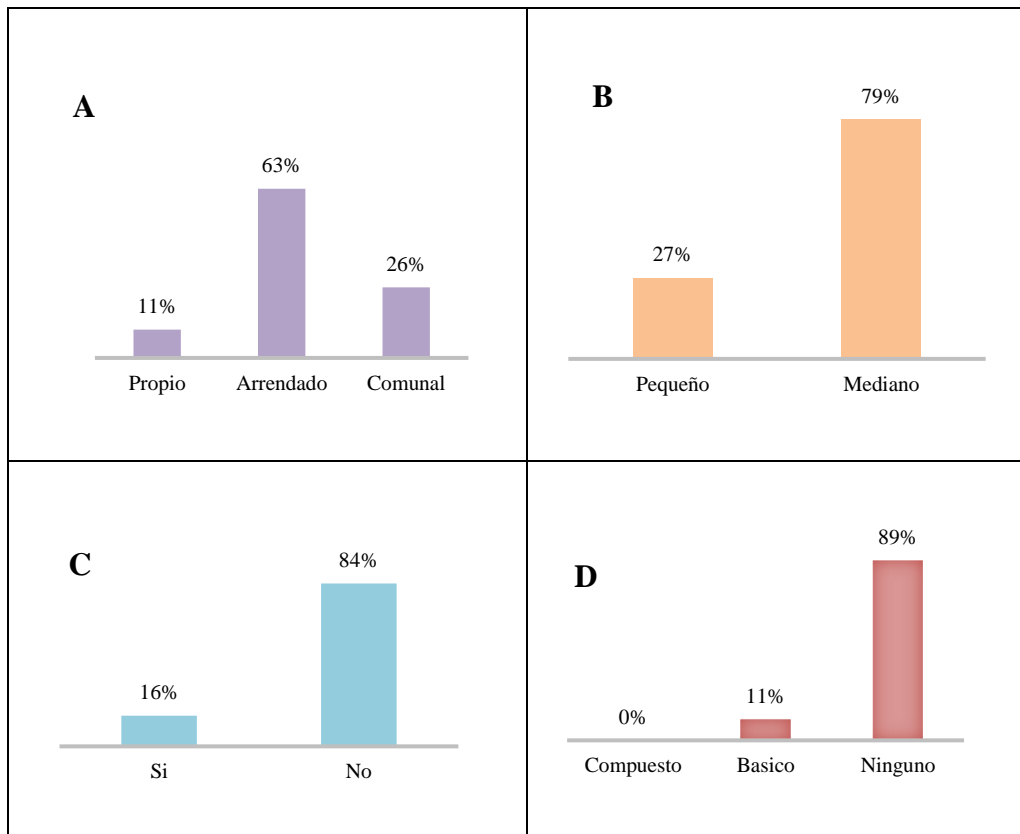 A
63%
26%
11%
Propio Arrendado Comunal
B
79%
27%
Pequeño Mediano
C
84%
16%
Si No
D
89%
11%
0%
Compuesto Basico Ninguno